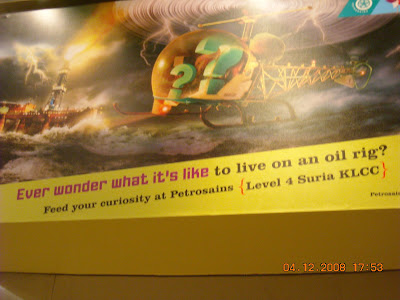 ? ?
Ever wonder what it's like to live on an oil rig?
Feed your curiosity at Petrosains {Level 4 Suria KLCC}
Petrosains
04.12.2008 17:53